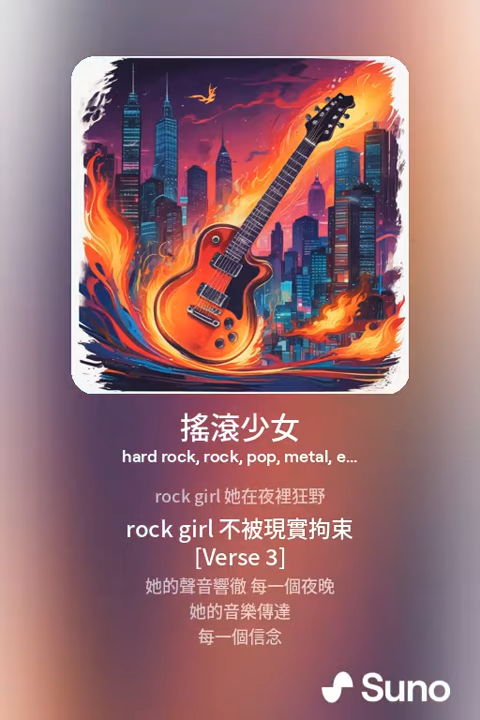 搖滾少女
hard rock, rock, pop, metal, e...
rock girl 她在夜裡狂野
rock girl 不被現實拘束
[Verse 3]
她的聲音響徹 每一個夜晚
她的音樂傳達
每一個信念
Suno